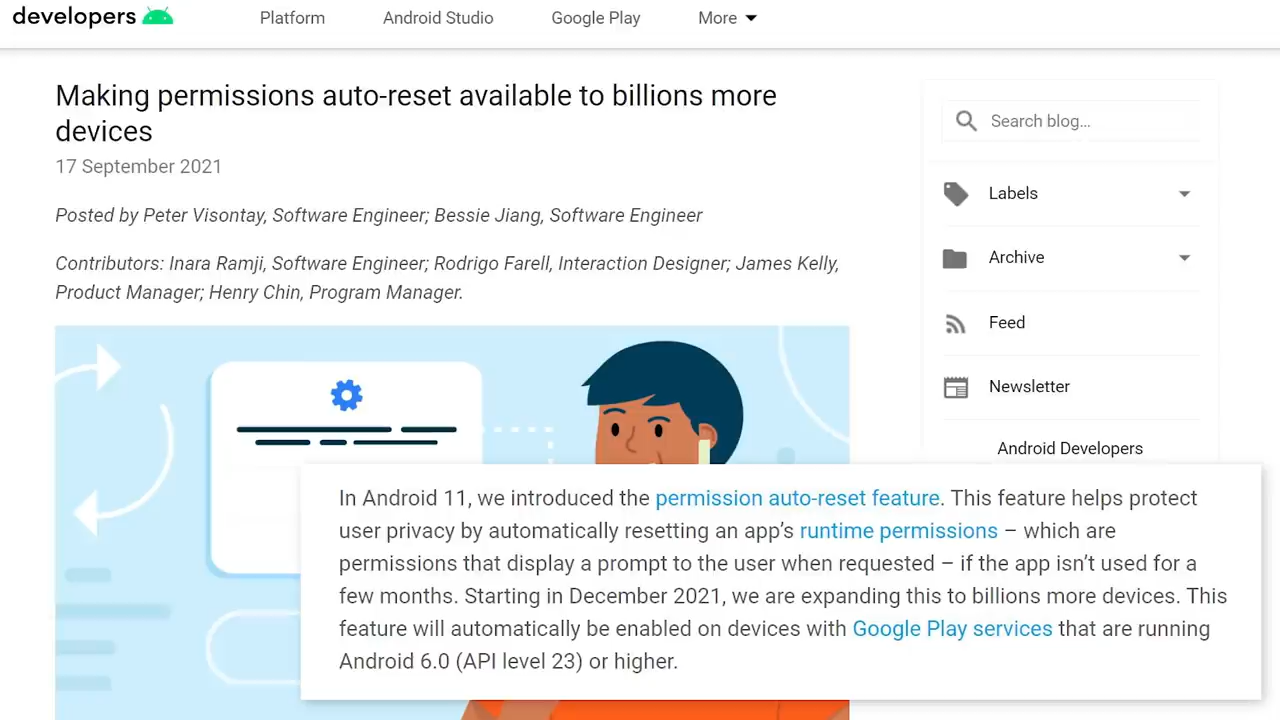 developers
Platform
Android Studio
Google Play
More
Making permissions auto-reset available to billions more
devices
17 September 2021
Posted by Peter Visontay, Software Engineer; Bessie Jiang, Software Engineer
Contributors: Inara Ramji, Software Engineer; Rodrigo Farell, Interaction Designer; James Kelly,
Product Manager; Henry Chin, Program Manager.
Search blog...
Labels
Archive
Feed
Newsletter
Android Developers
In Android 11, we introduced the permission auto-reset feature. This feature helps protect
user privacy by automatically resetting an app’s runtime permissions – which are
permissions that display a prompt to the user when requested – if the app isn’t used for a
few months. Starting in December 2021, we are expanding this to billions more devices. This
feature will automatically be enabled on devices with Google Play services that are running
Android 6.0 (API level 23) or higher.